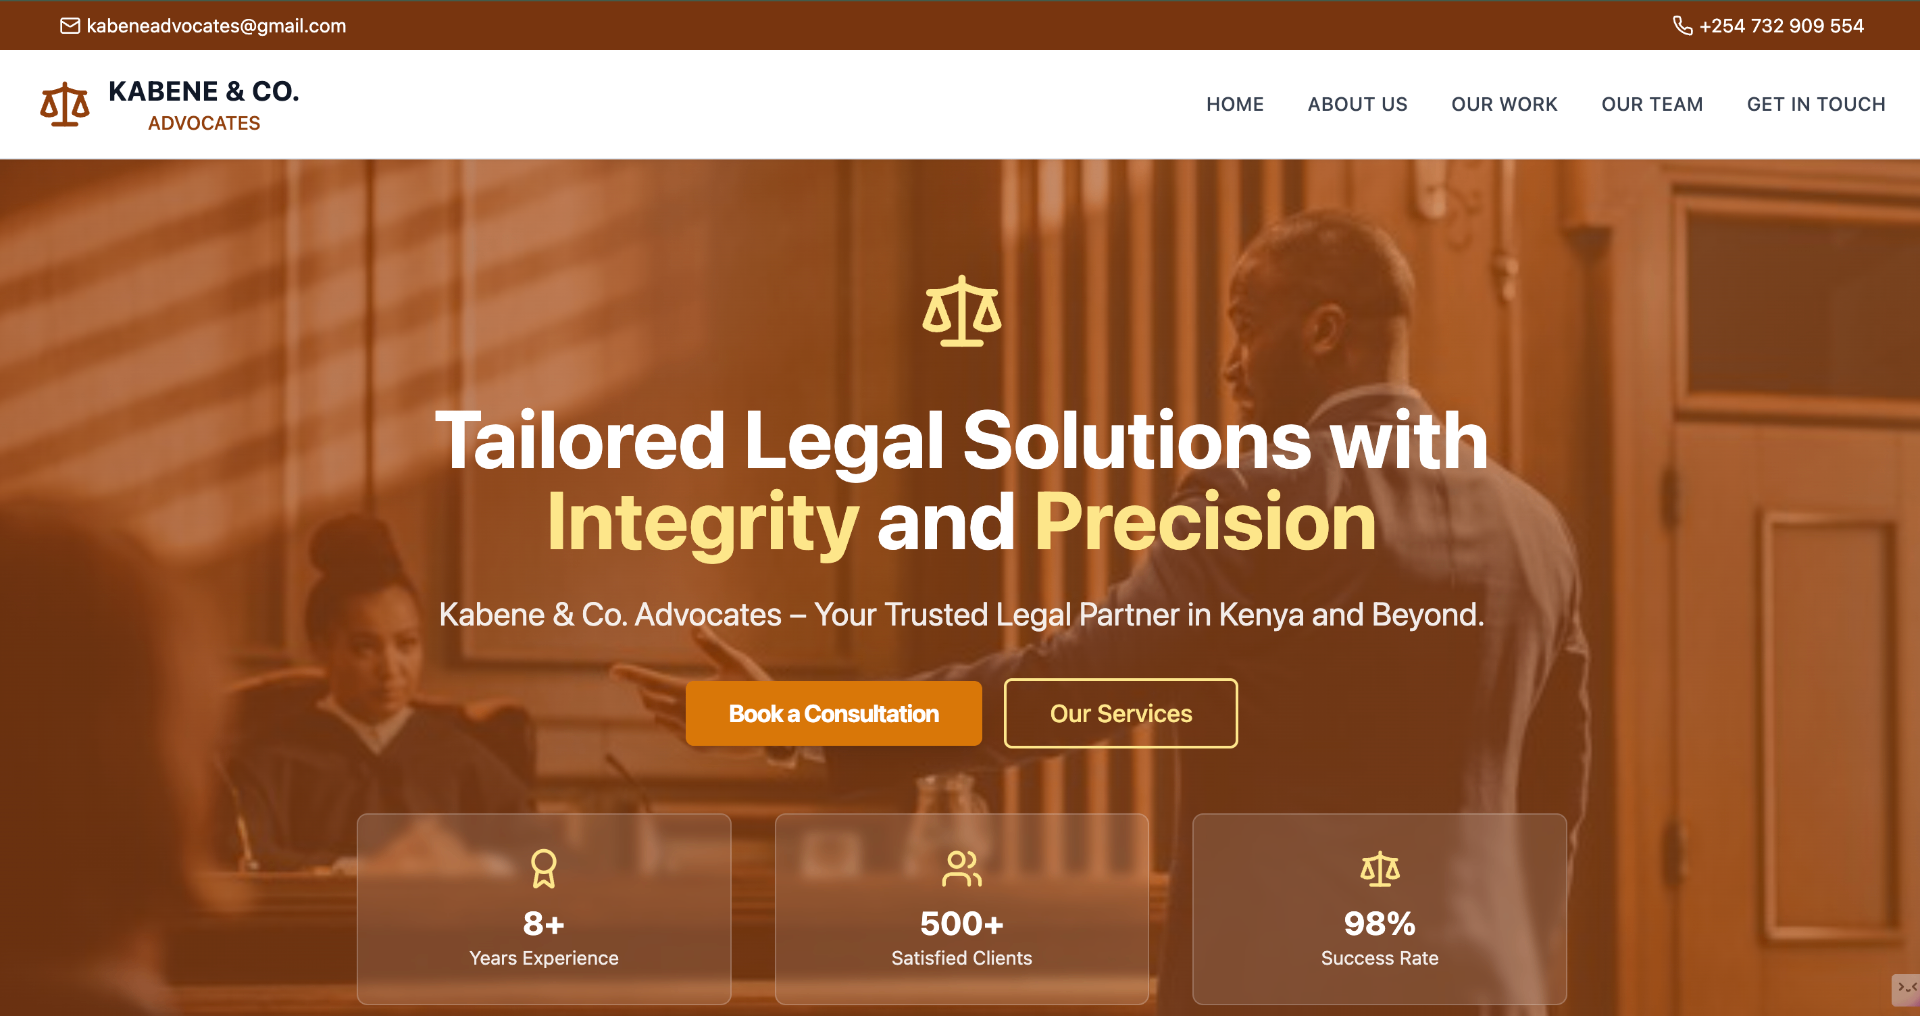 kabeneadvocates@gmail.com
+254 732 909 554
KABENE & CO.
ADVOCATES
HOME
ABOUT US
OUR WORK
OUR TEAM
GET IN TOUCH
Tailored Legal Solutions with
Integrity and Precision
Kabene & Co. Advocates – Your Trusted Legal Partner in Kenya and Beyond.
Book a Consultation
Our Services
8+
Years Experience
500+
Satisfied Clients
98%
Success Rate